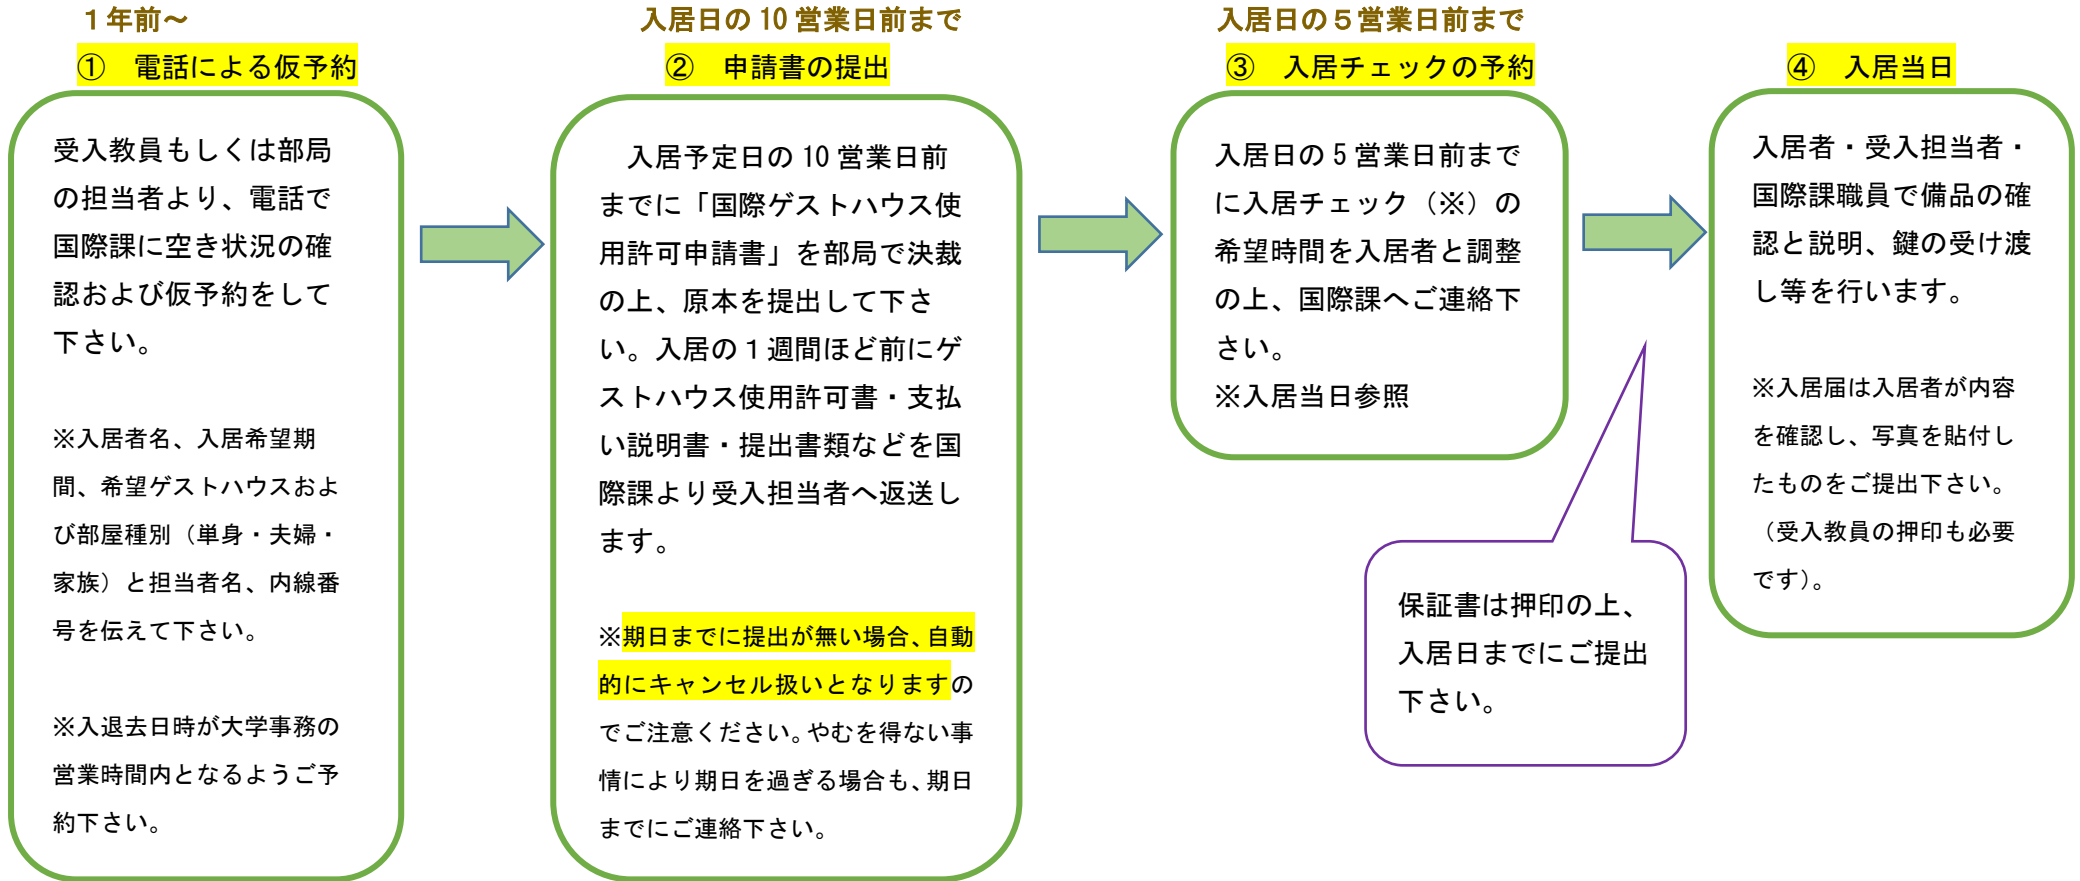 １年前～
① 電話による仮予約
受入教員もしくは部局
の担当者より、電話で
国際課に空き状況の確
認および仮予約をして
下さい。
※入居者名、入居希望期
間、希望ゲストハウスおよ
び部屋種別（単身・夫婦・
家族）と担当者名、内線番
号を伝えて下さい。
※入退去日時が大学事務の
営業時間内となるようご予
約下さい。
入居日の 10 営業日前まで
② 申請書の提出
入居予定日の 10 営業日前
までに「国際ゲストハウス使
用許可申請書」を部局で決裁
の上、原本を提出して下さ
い。入居の１週間ほど前にゲ
ストハウス使用許可書・支払
い説明書・提出書類などを国
際課より受入担当者へ返送し
ます。
※期日までに提出が無い場合、自動
的にキャンセル扱いとなりますの
でご注意ください。やむを得ない事
情により期日を過ぎる場合も、期日
までにご連絡下さい。
入居日の５営業日前まで
③ 入居チェックの予約
入居日の 5 営業日前まで
に入居チェック（※）の
希望時間を入居者と調整
の上、国際課へご連絡下
さい。
※入居当日参照
保証書は押印の上、
入居日までにご提出
下さい。
④ 入居当日
入居者・受入担当者・
国際課職員で備品の確
認と説明、鍵の受け渡
し等を行います。
※入居届は入居者が内容
を確認し、写真を貼付し
たものをご提出下さい。
（受入教員の押印も必要
です）。